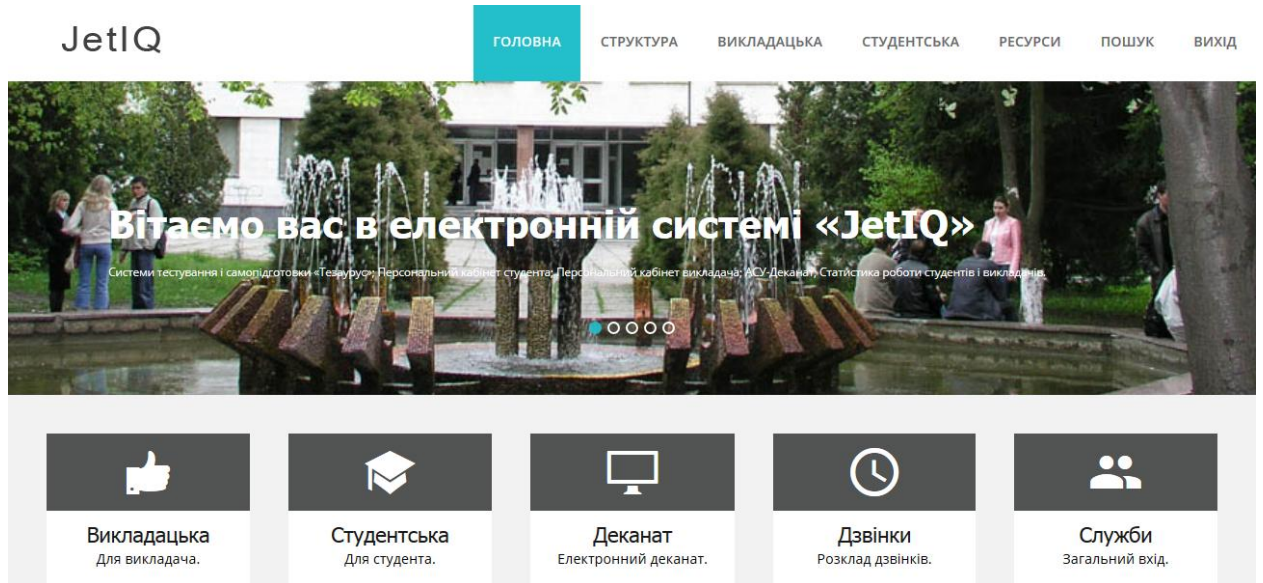 JetIQ
ГОЛОВНА СТРУКТУРА ВИКЛАДАЦЬКА СТУДЕНТСЬКА РЕСУРСИ ПОШУК ВИХІД
Вітаємо вас в електронній системі «JetIQ»
Системи тестування і самопідготовки «Тезаурус»; Персональний кабінет студента; Персональний кабінет викладача; АСУ-Деканат; Статистика роботи студентів і викладачів.
Викладацька
Для викладача.
Студентська
Для студента.
Деканат
Електронний деканат.
Дзвінки
Розклад дзвінків.
Служби
Загальний вхід.